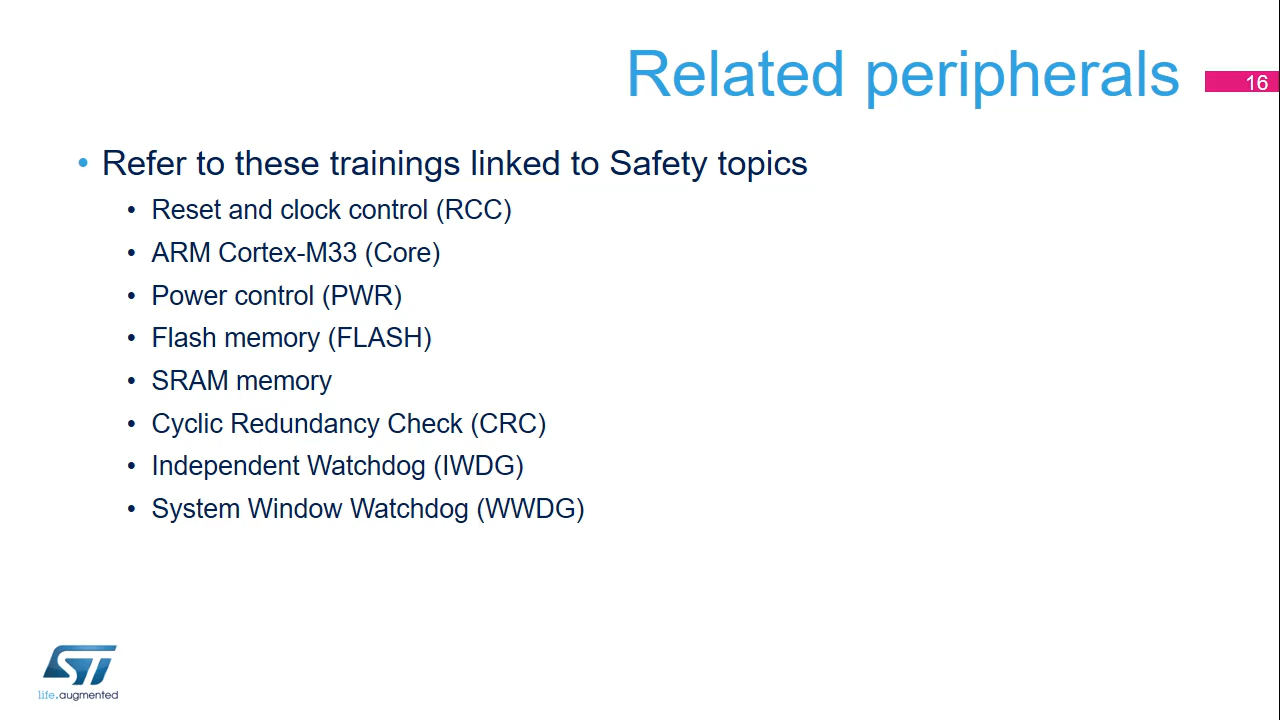 Related peripherals
16
• Refer to these trainings linked to Safety topics
• Reset and clock control (RCC)
• ARM Cortex-M33 (Core)
• Power control (PWR)
• Flash memory (FLASH)
• SRAM memory
• Cyclic Redundancy Check (CRC)
• Independent Watchdog (IWDG)
• System Window Watchdog (WWDG)
ST
life.augmented